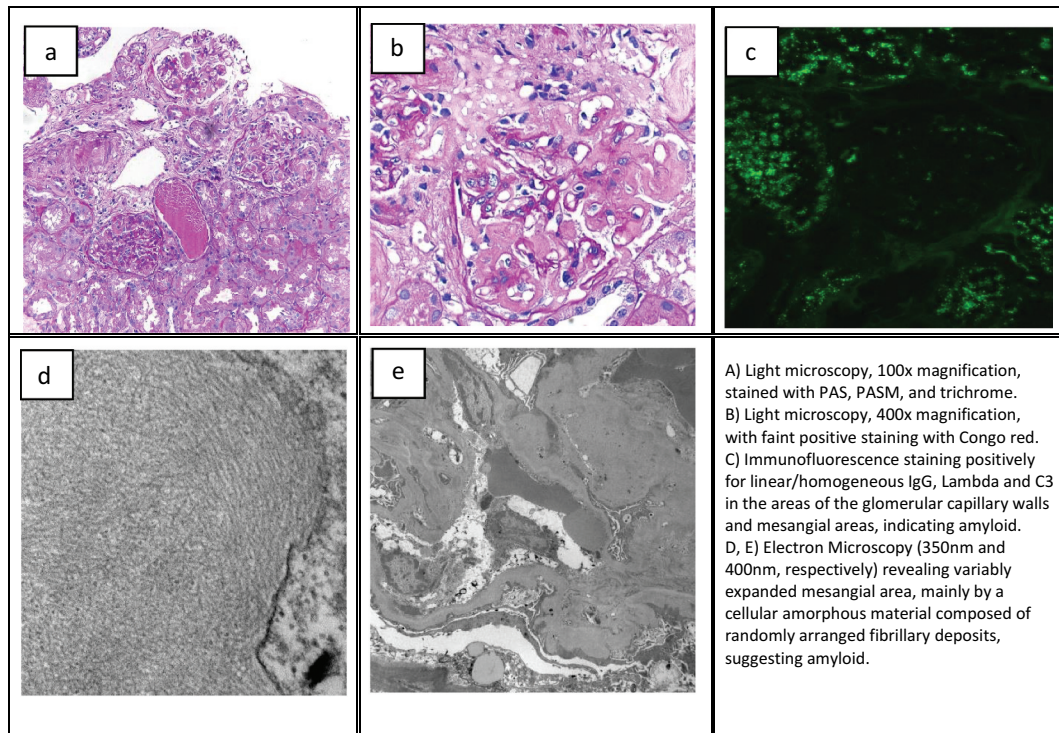 a
b
c
d
e
A) Light microscopy, 100x magnification,
stained with PAS, PASM, and trichrome.
B) Light microscopy, 400x magnification,
with faint positive staining with Congo red.
C) Immunofluorescence staining positively
for linear/homogeneous IgG, Lambda and C3
in the areas of the glomerular capillary walls
and mesangial areas, indicating amyloid.
D, E) Electron Microscopy (350nm and
400nm, respectively) revealing variably
expanded mesangial area, mainly by a
cellular amorphous material composed of
randomly arranged fibrillary deposits,
suggesting amyloid.